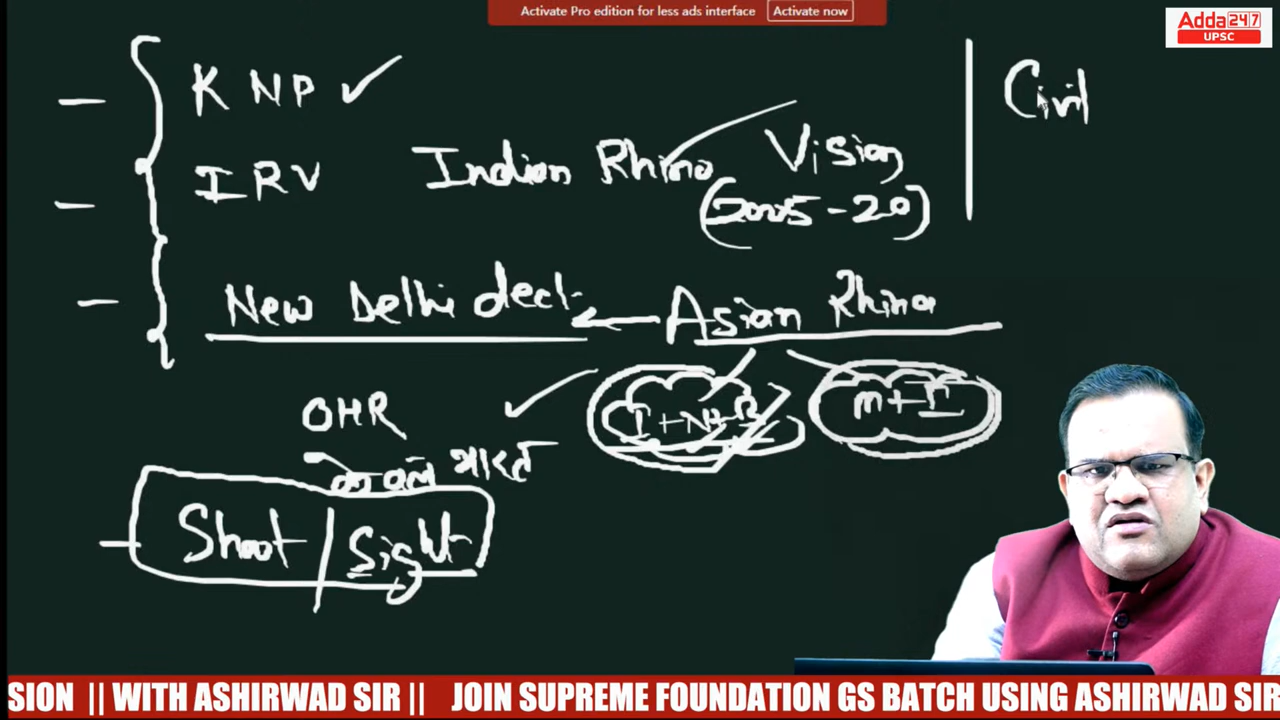 Activate Pro edition for less ads interface Activate now
Adda247
UPSC
- KNP ✓
Civil
- IRV Indian Rhino Vision
(2005-20)
- New Delhi decl. ← Asian Rhino
I+N+B m+I
OHR
भारत
- Shoot / Sight
SION || WITH ASHIRWAD SIR || JOIN SUPREME FOUNDATION GS BATCH USING ASHIRWAD SIR